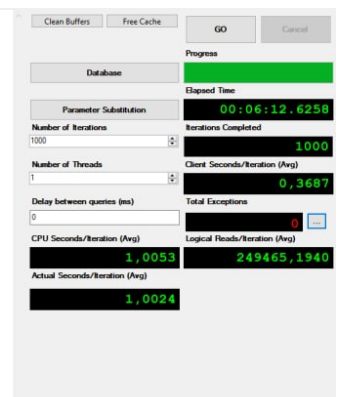 Clean Buffers Free Cache
GO Cancel
Progress
Database
Elapsed Time
Parameter Substitution 00:06:12.6258
Number of Iterations Iterations Completed
1000 1000
Number of Threads Client Seconds/Iteration (Avg)
1 0,3687
Delay between queries (ms) Total Exceptions
0 0 ...
CPU Seconds/Iteration (Avg) Logical Reads/Iteration (Avg)
1,0053 249465,1940
Actual Seconds/Iteration (Avg)
1,0024